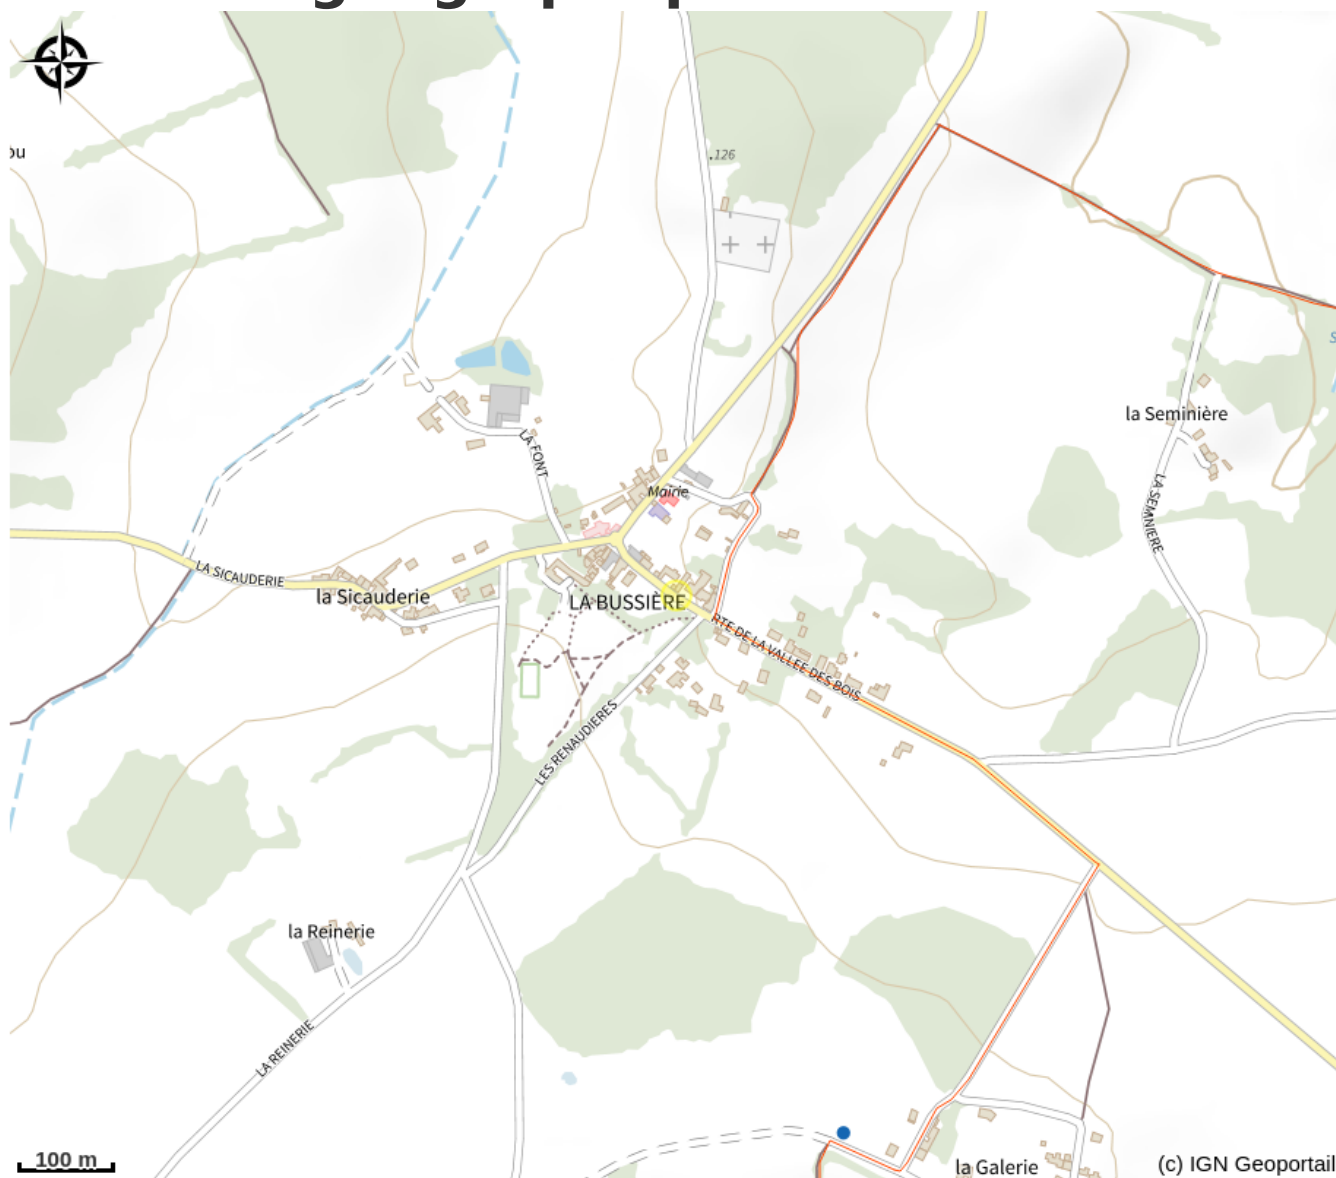 ou
.126
la Seminière
LA FONT
Mairie
LA SEMNIERE
LA SICAUDERIE
la Sicauderie
LA BUSSIÈRE
RTE DE LA VALLEE DES BOIS
LES RENAUDIERES
la Reinerie
LA REINERIE
100 m
la Galerie
(c) IGN Geoportail